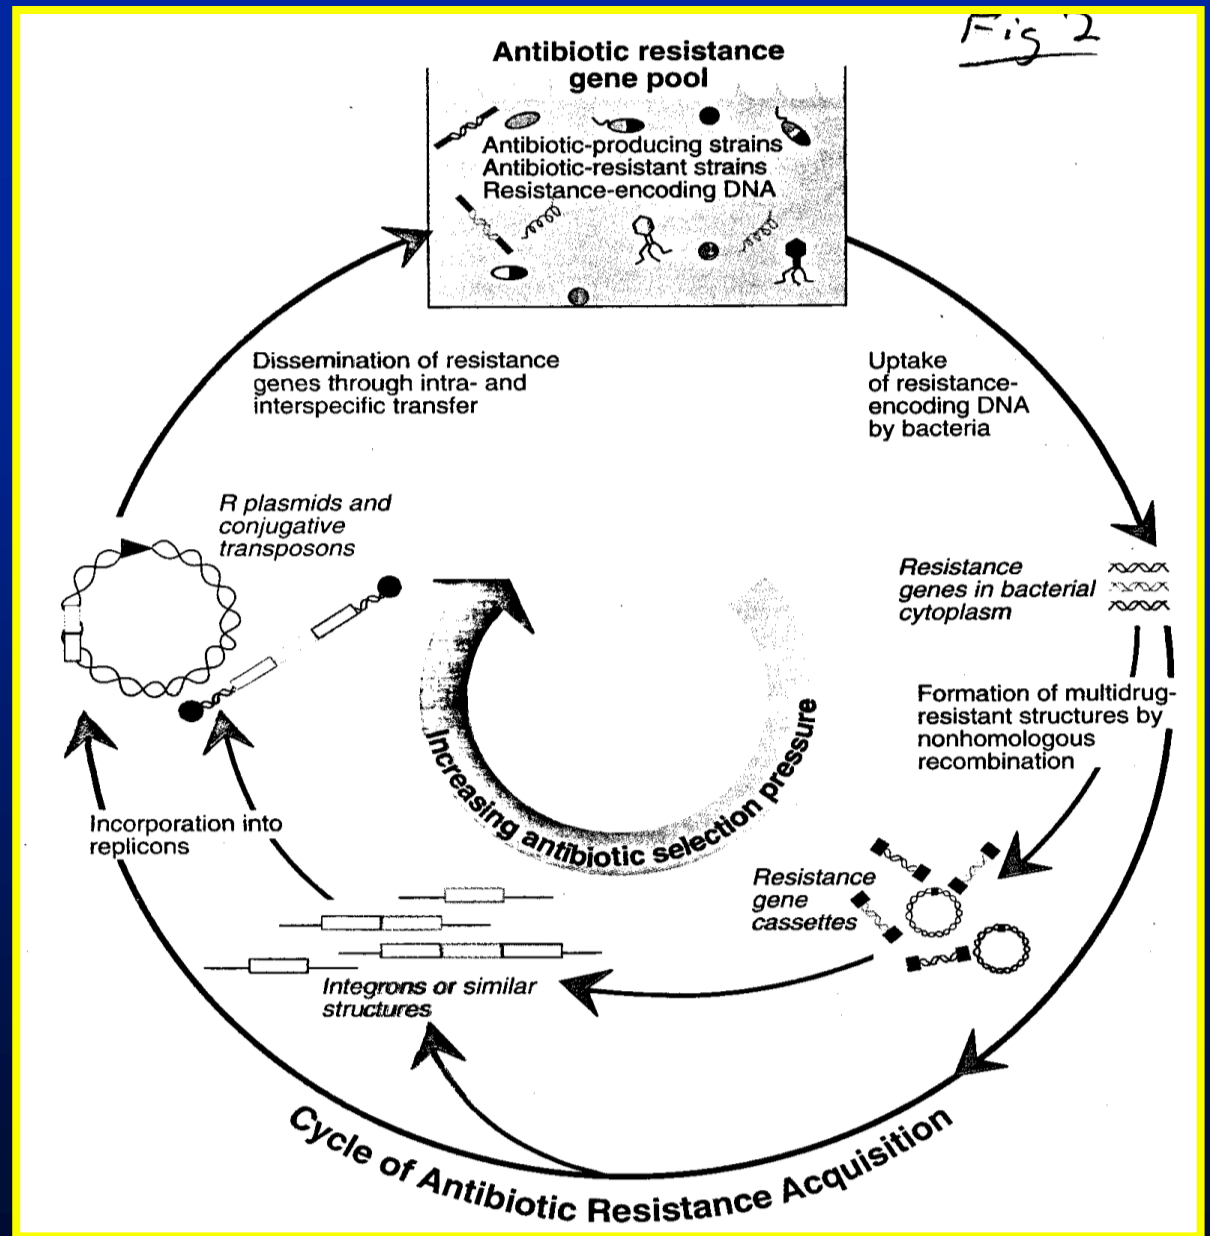 Fig 2
Antibiotic resistance
gene pool
Antibiotic-producing strains
Antibiotic-resistant strains
Resistance-encoding DNA
Dissemination of resistance
genes through intra- and
interspecific transfer
Uptake
of resistance-
encoding DNA
by bacteria
R plasmids and
conjugative
transposons
Resistance
genes in bacterial
cytoplasm
Formation of multidrug-
resistant structures by
nonhomologous
recombination
Increasing antibiotic selection pressure
Incorporation into
replicons
Resistance
gene
cassettes
Integrons or similar
structures
Cycle of Antibiotic Resistance Acquisition